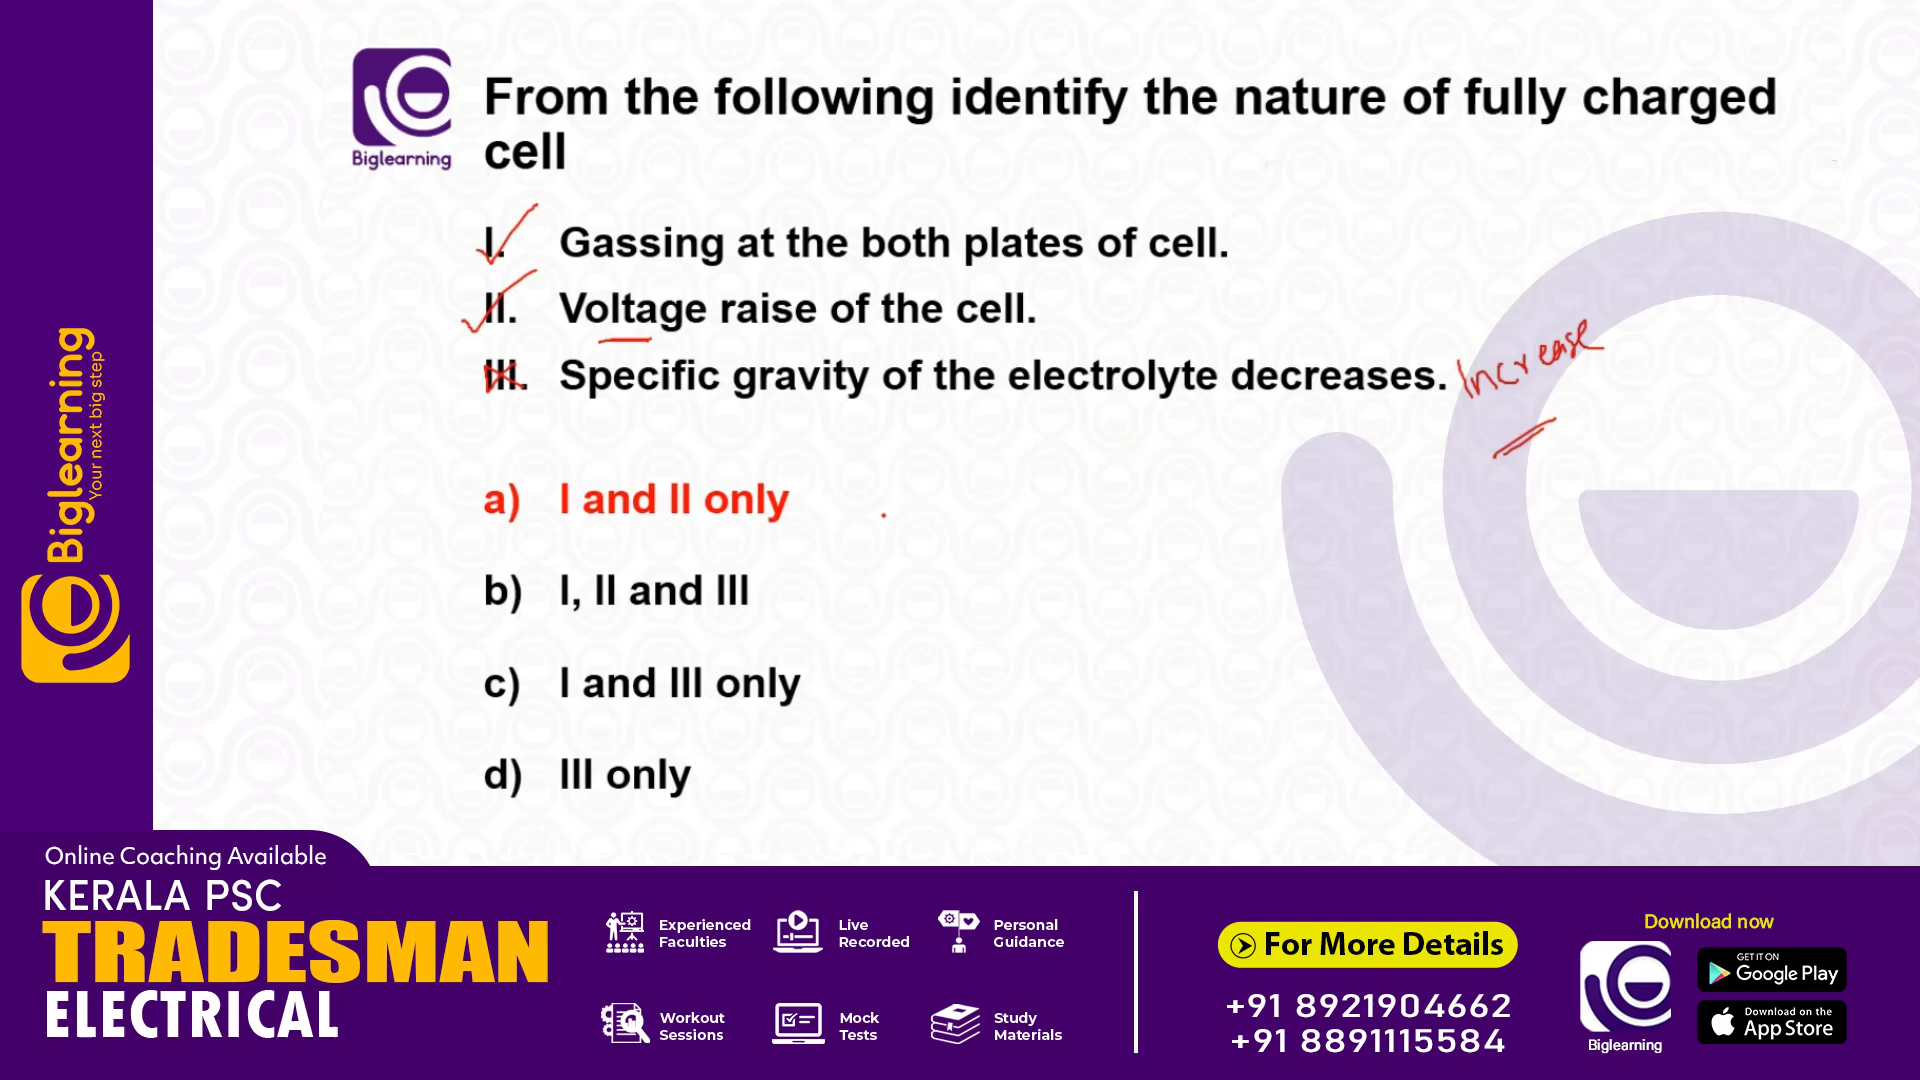 Biglearning
From the following identify the nature of fully charged
cell
I. Gassing at the both plates of cell.
II. Voltage raise of the cell.
III. Specific gravity of the electrolyte decreases. Increase
a) I and II only
b) I, II and III
c) I and III only
d) III only
Biglearning
Your next big step
Online Coaching Available
KERALA PSC
TRADESMAN
ELECTRICAL
Experienced
Faculties
Live
Recorded
Personal
Guidance
Workout
Sessions
Mock
Tests
Study
Materials
For More Details
+91 8921904662
+91 8891115584
Download now
Biglearning
GET IT ON
Google Play
Download on the
App Store